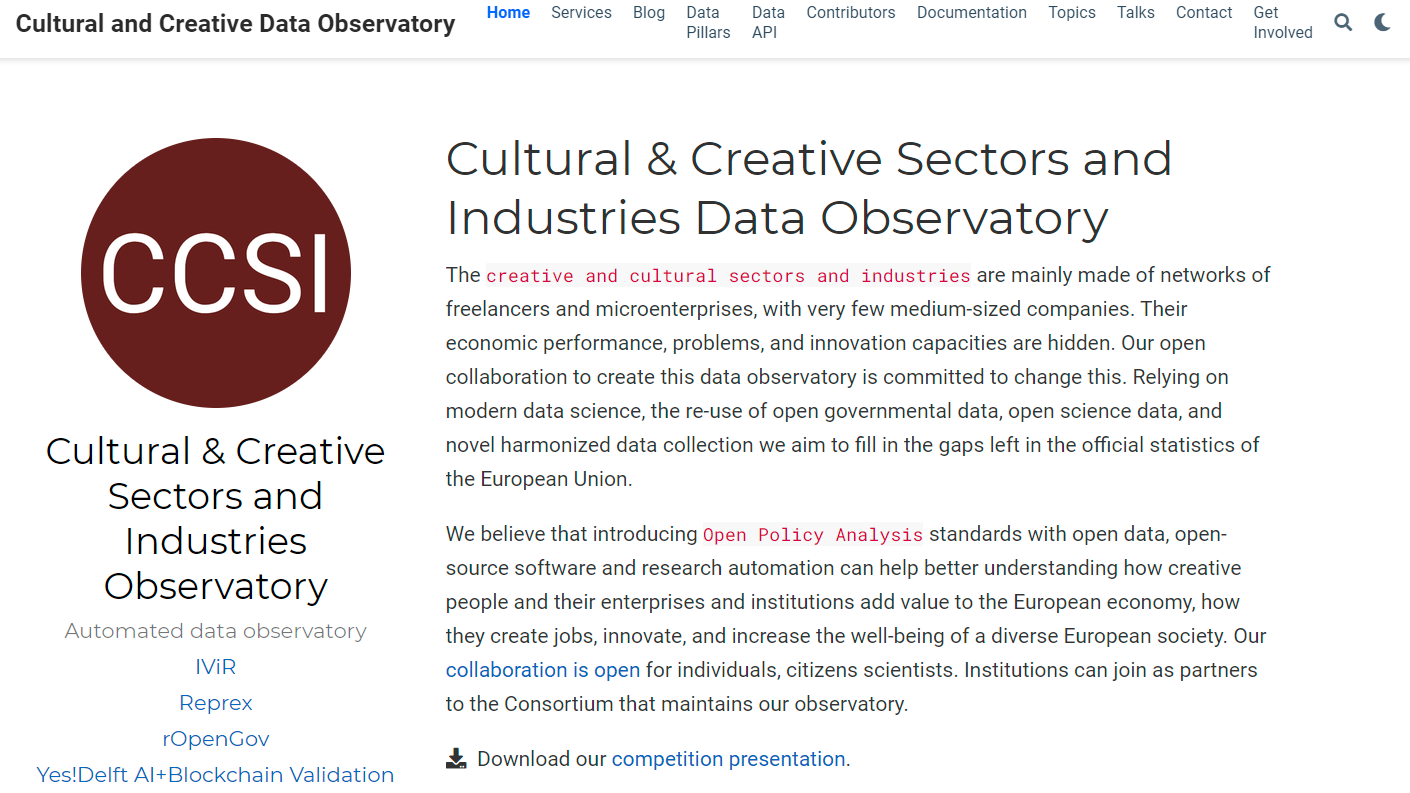 Cultural and Creative Data Observatory
Home Services Blog Data Pillars Data API Contributors Documentation Topics Talks Contact Get Involved
CCSI
Cultural & Creative
Sectors and
Industries
Observatory
Automated data observatory
IViR
Reprex
rOpenGov
Yes!Delft AI+Blockchain Validation
Cultural & Creative Sectors and
Industries Data Observatory
The creative and cultural sectors and industries are mainly made of networks of
freelancers and microenterprises, with very few medium-sized companies. Their
economic performance, problems, and innovation capacities are hidden. Our open
collaboration to create this data observatory is committed to change this. Relying on
modern data science, the re-use of open governmental data, open science data, and
novel harmonized data collection we aim to fill in the gaps left in the official statistics of
the European Union.
We believe that introducing Open Policy Analysis standards with open data, open-
source software and research automation can help better understanding how creative
people and their enterprises and institutions add value to the European economy, how
they create jobs, innovate, and increase the well-being of a diverse European society. Our
collaboration is open for individuals, citizens scientists. Institutions can join as partners
to the Consortium that maintains our observatory.
Download our competition presentation.